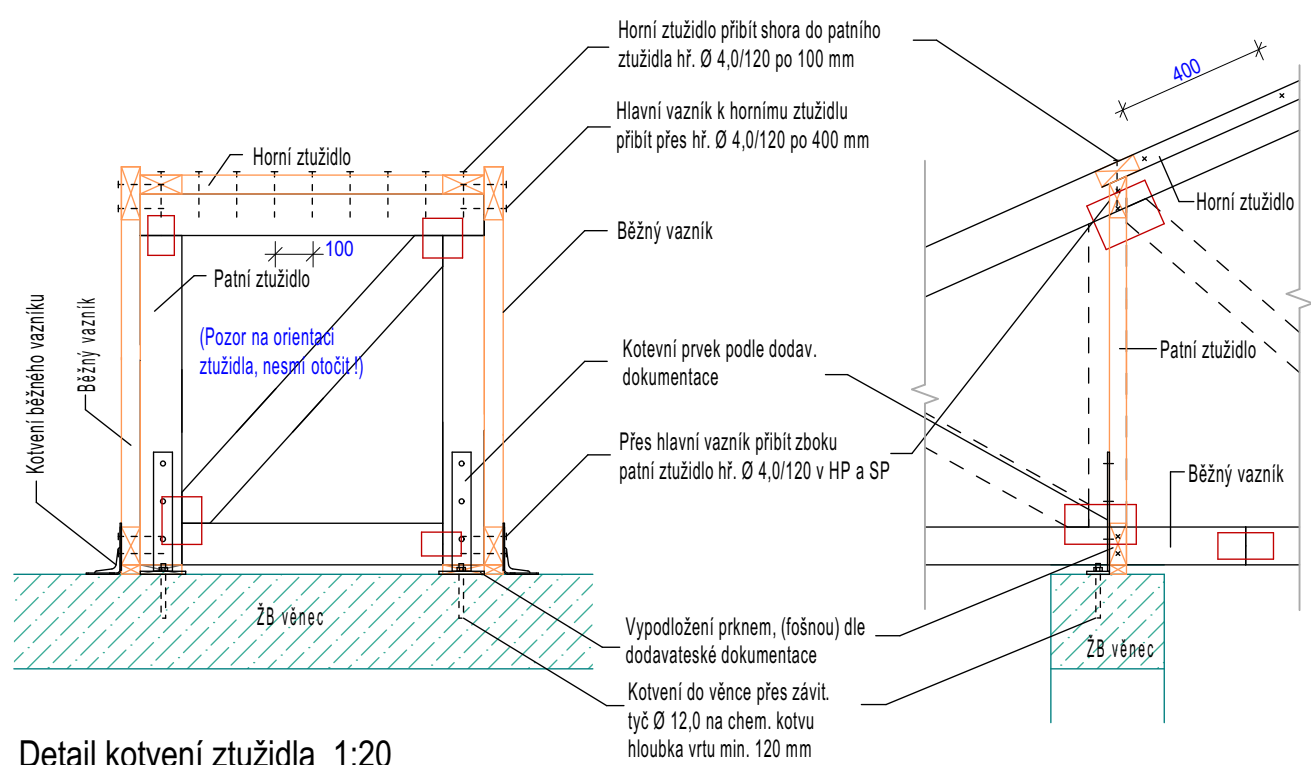 Horní ztužidlo přibít shora do patního
ztužidla hř. Ø 4,0/120 po 100 mm
400
Hlavní vazník k hornímu ztužidlu
přibít přes hř. Ø 4,0/120 po 400 mm
Horní ztužidlo
Horní ztužidlo
Běžný vazník
100
Patní ztužidlo
(Pozor na orientaci
ztužidla, nesmí otočit !)
Kotvení běžného vazníku
Běžný vazník
Kotevní prvek podle dodav.
dokumentace
Patní ztužidlo
Přes hlavní vazník přibít zboku
patní ztužidlo hř. Ø 4,0/120 v HP a SP
Běžný vazník
ŽB věnec
Vypodložení prknem, (fošnou) dle
dodavateské dokumentace
ŽB věnec
Kotvení do věnce přes závit.
tyč Ø 12,0 na chem. kotvu
hloubka vrtu min. 120 mm
Detail kotvení ztužidla 1:20